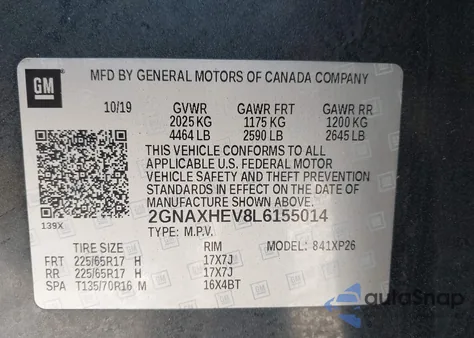 GM
MFD BY GENERAL MOTORS OF CANADA COMPANY
10/19 GVWR GAWR FRT GAWR RR
2025 KG 1175 KG 1200 KG
4464 LB 2590 LB 2645 LB
THIS VEHICLE CONFORMS TO ALL
APPLICABLE U.S. FEDERAL MOTOR
VEHICLE SAFETY AND THEFT PREVENTION
STANDARDS IN EFFECT ON THE DATE OF
MANUFACTURE SHOWN ABOVE.
2GNAXHEV8L6155014
139X
TYPE: M.P.V.
TIRE SIZE RIM MODEL: 841XP26
FRT 225/65R17 H 17X7J
RR 225/65R17 H 17X7J
SPA T135/70R16 M 16X4BT
autoSnap